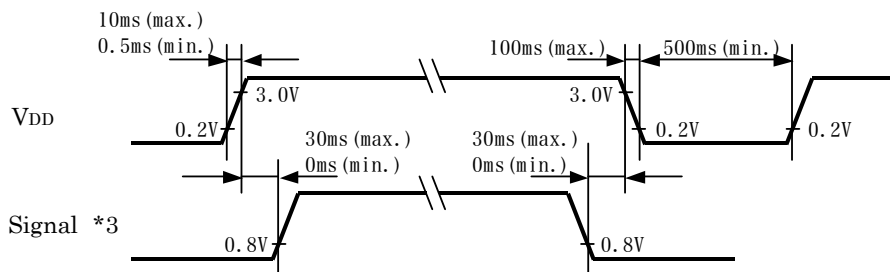 10ms(max.)
0.5ms(min.)
100ms(max.)
500ms(min.)
3.0V
3.0V
VDD
0.2V
0.2V
0.2V
30ms(max.)
0ms(min.)
30ms(max.)
0ms(min.)
Signal *3
0.8V
0.8V